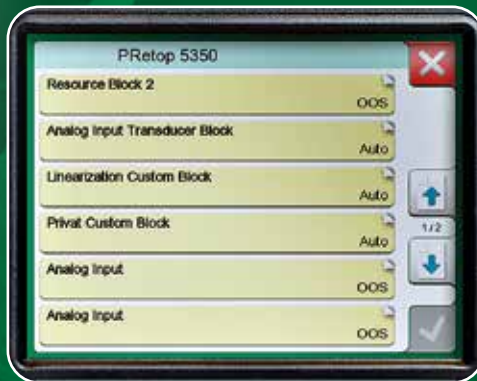 PRetop 5350
Resource Block 2
OOS
Analog Input Transducer Block
Auto
Linearization Custom Block
Auto
Privat Custom Block
Auto
1/2
Analog Input
OOS
Analog Input
OOS